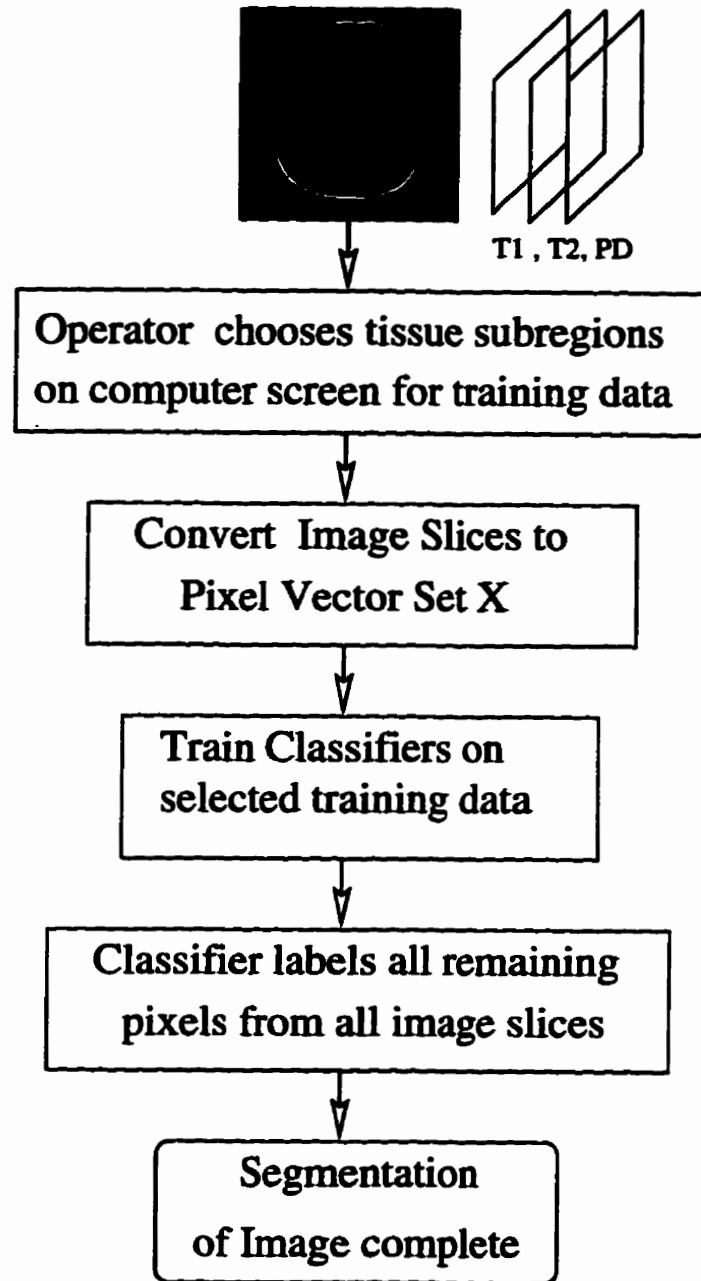 T1 , T2, PD
Operator chooses tissue subregions
on computer screen for training data
Convert Image Slices to
Pixel Vector Set X
Train Classifiers on
selected training data
Classifier labels all remaining
pixels from all image slices
Segmentation
of Image complete